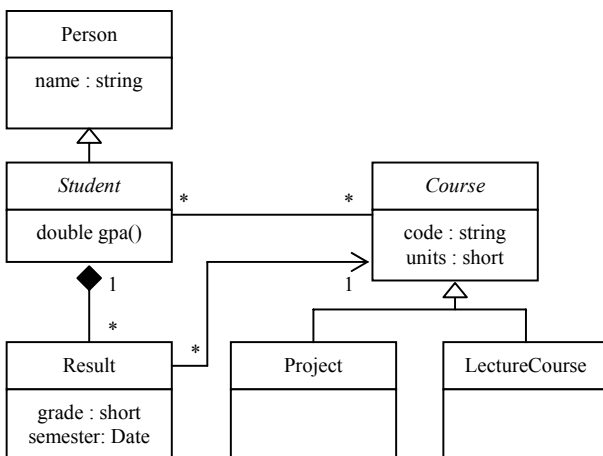 Person
name : string
Student
double gpa()
*
*
Course
code : string
units : short
1
*
*
1
Result
grade : short
semester: Date
Project
LectureCourse